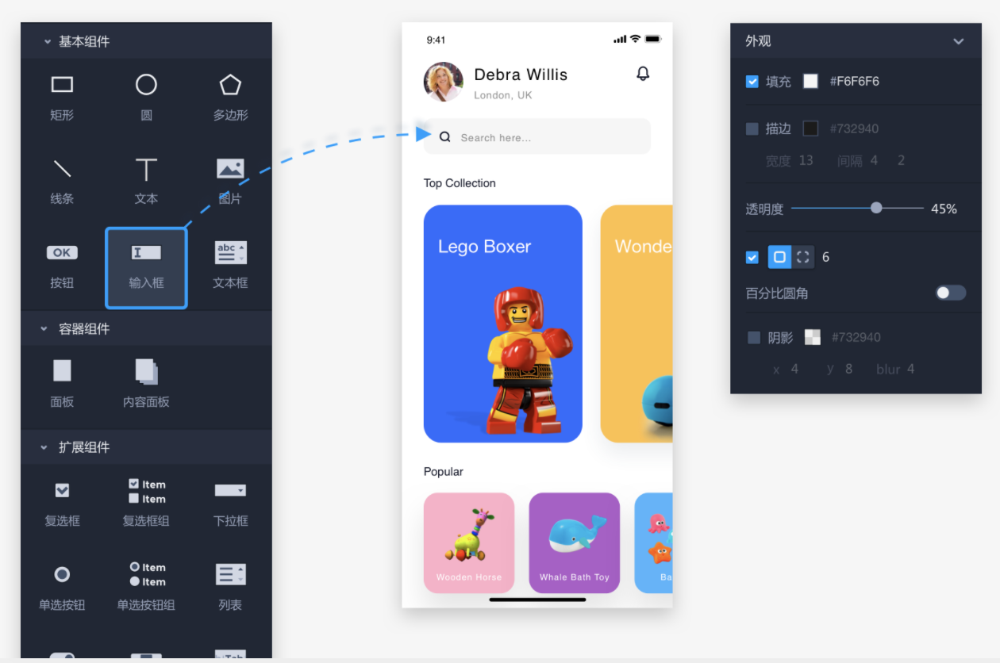 基本组件
矩形 圆 多边形
线条 文本 图片
OK abc
按钮 输入框 文本框
容器组件
面板 内容面板
扩展组件
Item
Item
复选框 复选框组 下拉框
Item
Item
单选按钮 单选按钮组 列表
Tab
9:41
Debra Willis
London, UK
Search here...
Top Collection
Lego Boxer Wonde
Popular
Wooden Horse Whale Bath Toy Ba
外观
填充 #F6F6F6
描边 #732940
宽度 13 间隔 4 2
透明度 45%
6
百分比圆角
阴影 #732940
x 4 y 8 blur 4